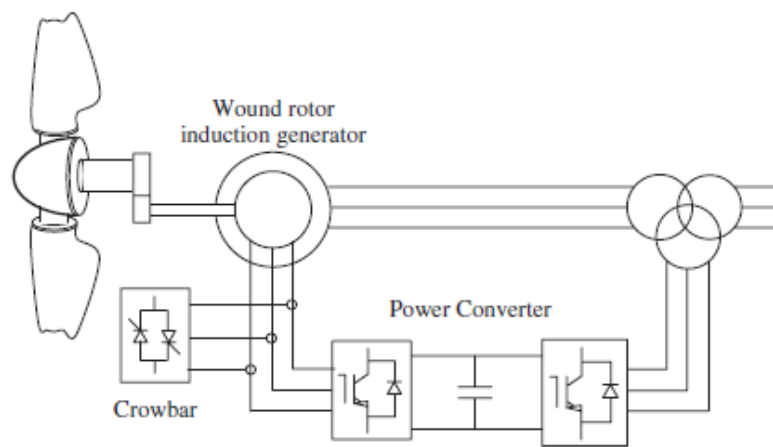 Wound rotor
induction generator
Power Converter
Crowbar